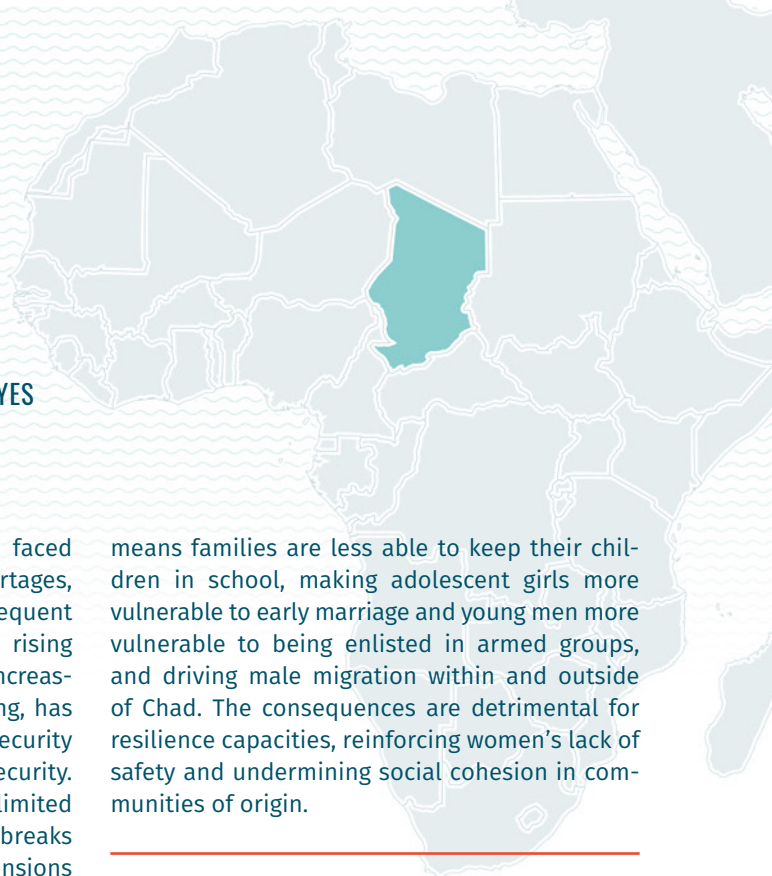 YES
faced
rtages,
equent
rising
ncreas-
ng, has
ecurity
ecurity.
limited
breaks
nsions
means families are less able to keep their chil-
dren in school, making adolescent girls more
vulnerable to early marriage and young men more
vulnerable to being enlisted in armed groups,
and driving male migration within and outside
of Chad. The consequences are detrimental for
resilience capacities, reinforcing women’s lack of
safety and undermining social cohesion in com-
munities of origin.